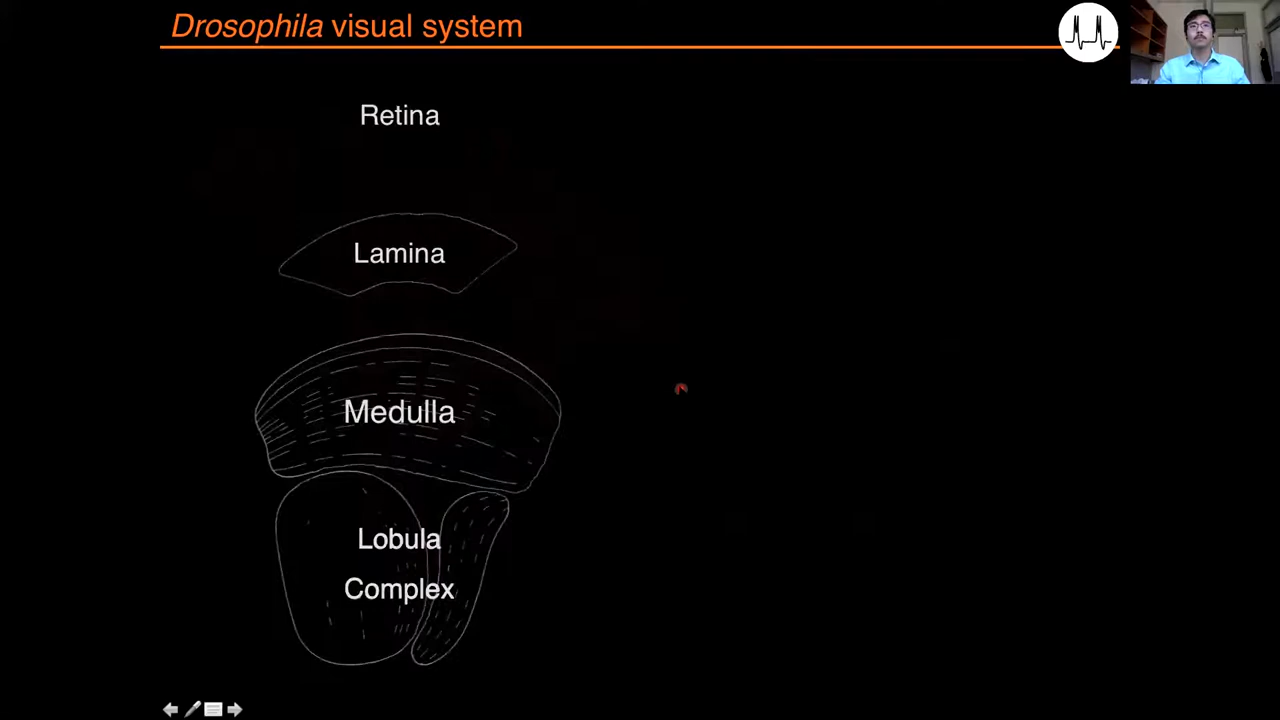 Drosophila visual system
Retina
Lamina
Medulla
Lobula
Complex